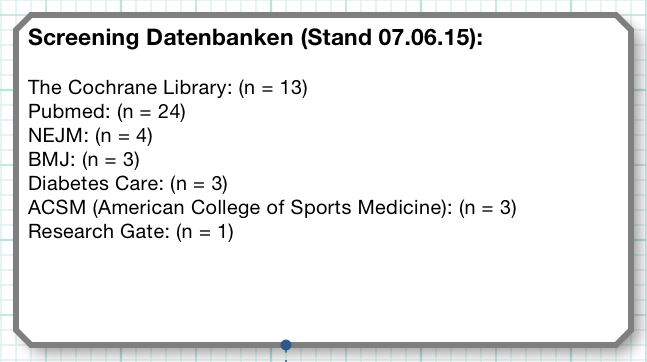 Screening Datenbanken (Stand 07.06.15):
The Cochrane Library: (n = 13)
Pubmed: (n = 24)
NEJM: (n = 4)
BMJ: (n = 3)
Diabetes Care: (n = 3)
ACSM (American College of Sports Medicine): (n = 3)
Research Gate: (n = 1)